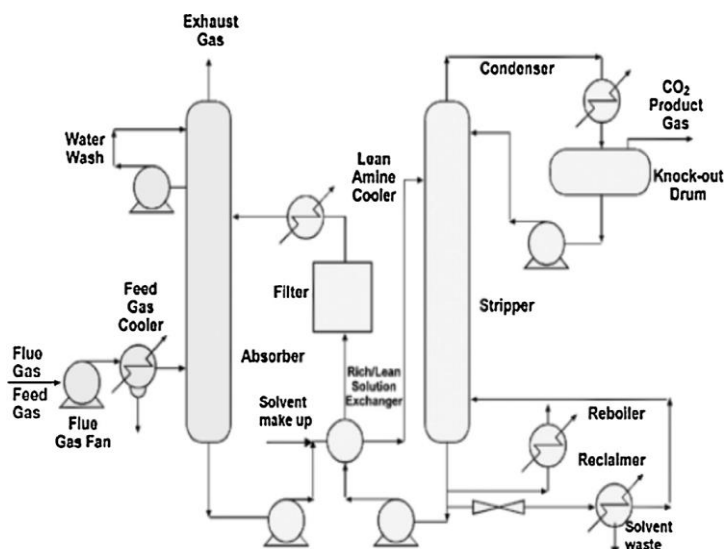 Exhaust
Gas
Water
Wash
Feed
Gas
Cooler
Flue
Gas
Feed
Gas
Flue
Gas Fan
Absorber
Solvent
make up
Filter
Rich/Lean
Solution
Exchanger
Lean
Amine
Cooler
Condenser
CO₂
Product
Gas
Knock-out
Drum
Stripper
Reboiler
Reclaimer
Solvent
waste